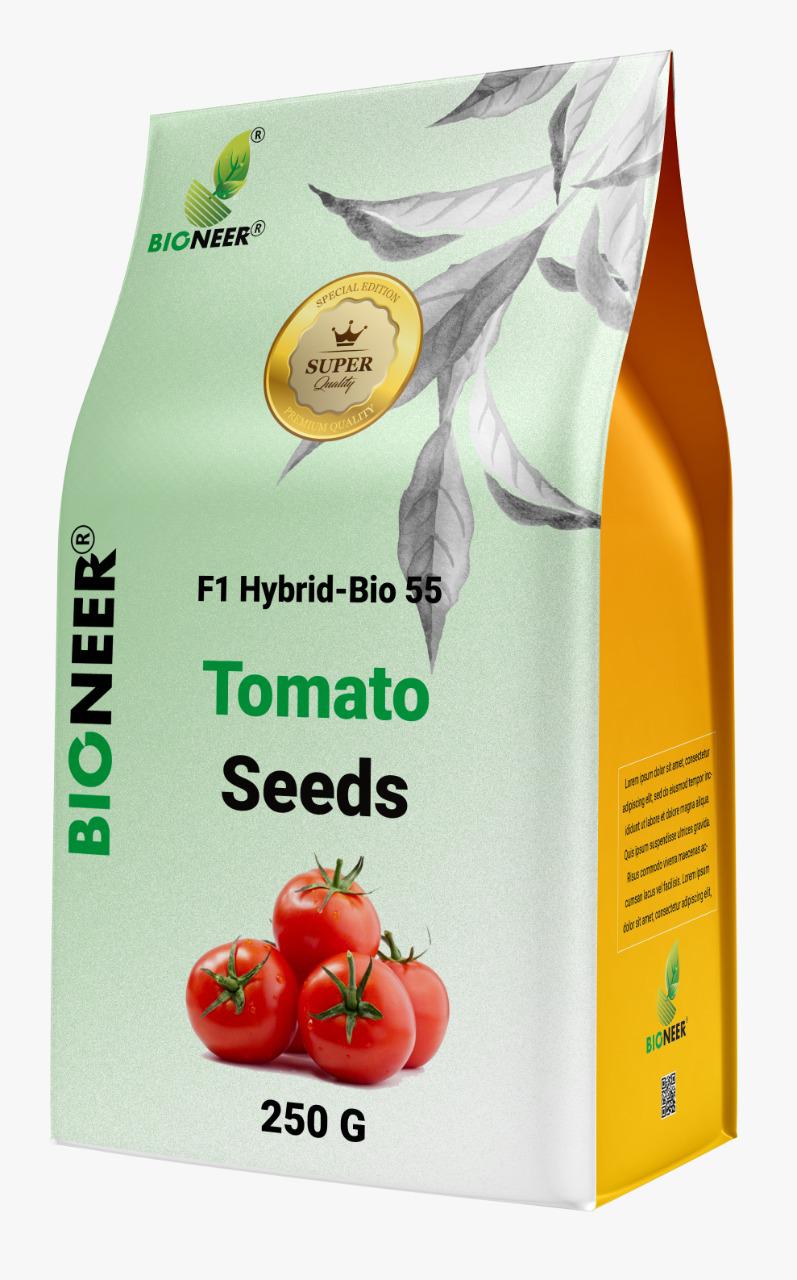 ®
BIONEER®
SPECIAL EDITION
SUPER
Quality
PREMIUM QUALITY
BIONEER®
F1 Hybrid-Bio 55
Tomato
Seeds
250 G
Lorem ipsum dolor sit amet, consectetur
adipiscing elit, sed do eiusmod tempor inc-
ididunt ut labore et dolore magna aliqua.
Quis ipsum suspendisse ultrices gravida.
Risus commodo viverra maecenas ac-
cumsan lacus vel facilisis. Lorem ipsum
dolor sit amet, consectetur adipiscing elit,
BIONEER®